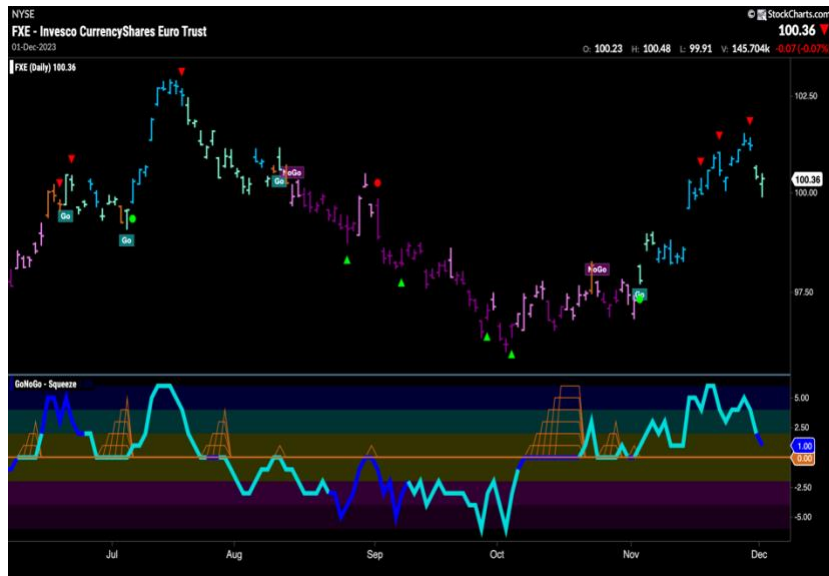 NYSE
© StockCharts.com
FXE - Invesco CurrencyShares Euro Trust
100.36
01-Dec-2023
O: 100.23 H: 100.48 L: 99.91 V: 145.704k -0.07 (-0.07%)
FXE (Daily) 100.36
102.50
NoGo
Go
Go
100.36
100.00
Go
NoGo
97.50
Go
GoNoGo - Squeeze
5.00
2.50
1.00
0.00
-2.50
-5.00
Jul Aug Sep Oct Nov Dec